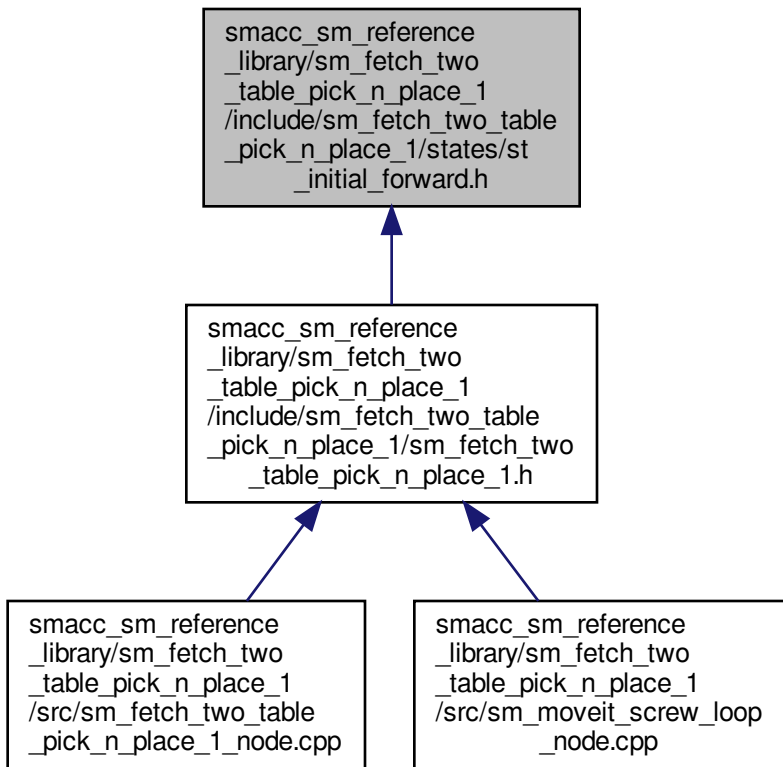 smacc_sm_reference
_library/sm_fetch_two
_table_pick_n_place_1
/include/sm_fetch_two_table
_pick_n_place_1/states/st
_initial_forward.h
smacc_sm_reference
_library/sm_fetch_two
_table_pick_n_place_1
/include/sm_fetch_two_table
_pick_n_place_1/sm_fetch_two
_table_pick_n_place_1.h
smacc_sm_reference
_library/sm_fetch_two
_table_pick_n_place_1
/src/sm_fetch_two_table
_pick_n_place_1_node.cpp
smacc_sm_reference
_library/sm_fetch_two
_table_pick_n_place_1
/src/sm_moveit_screw_loop
_node.cpp